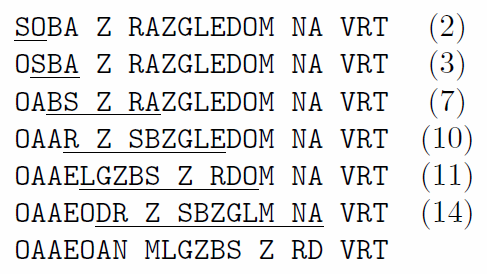 SOBA Z RAZGLEDOM NA VRT (2)
OSBA Z RAZGLEDOM NA VRT (3)
OABS Z RAZGLEDOM NA VRT (7)
OAAR Z SBZGLEDOM NA VRT (10)
OAAELGZBS Z RDOM NA VRT (11)
OAAEODR Z SBZGLM NA VRT (14)
OAAEOAN MLGZBS Z RD VRT